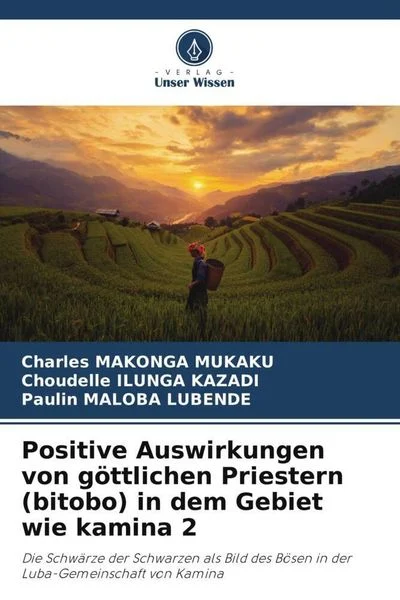 - VERLAG -
Unser Wissen
Charles MAKONGA MUKAKU
Choudelle ILUNGA KAZADI
Paulin MALOBA LUBENDE
Positive Auswirkungen
von göttlichen Priestern
(bitobo) in dem Gebiet
wie kamina 2
Die Schwärze der Schwarzen als Bild des Bösen in der
Luba-Gemeinschaft von Kamina